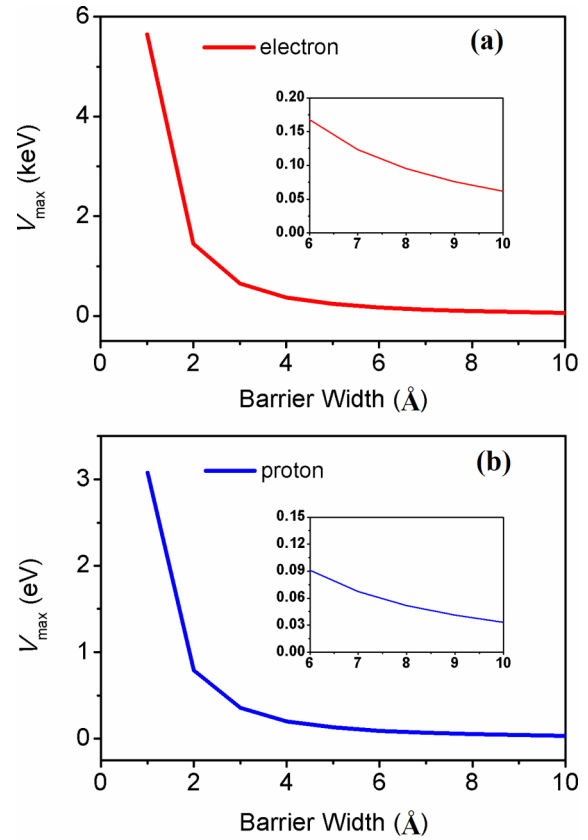 (a)
electron
6
4
2
0
V max (keV)
0.20
0.15
0.10
0.05
0.00
6 7 8 9 10
0 2 4 6 8 10
Barrier Width (Å)
(b)
proton
3
2
1
0
V max (eV)
0.15
0.12
0.09
0.06
0.03
0.00
6 7 8 9 10
0 2 4 6 8 10
Barrier Width (Å)